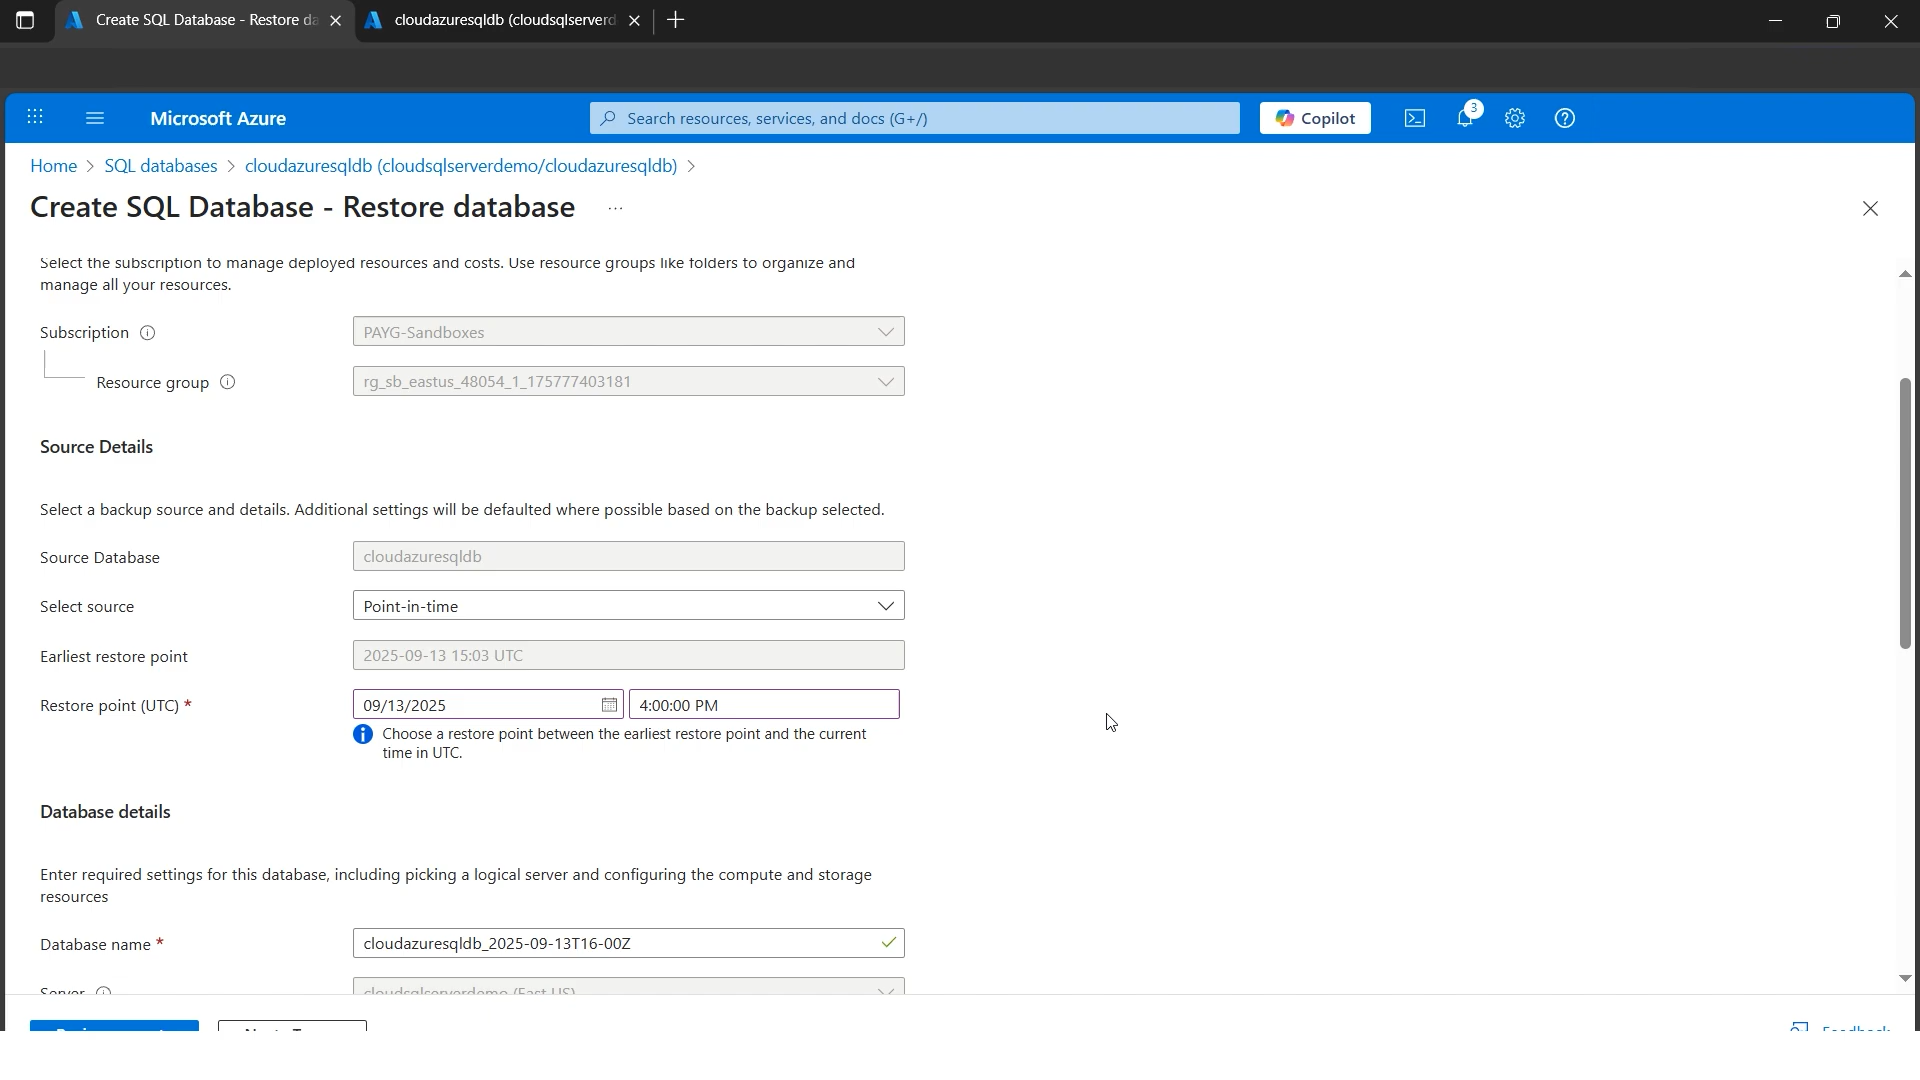 Create SQL Database - Restore da
cloudazuresqldb (cloudsqlserverd
Microsoft Azure
Search resources, services, and docs (G+/)
Copilot
3
Home > SQL databases > cloudazuresqldb (cloudsqlserverdemo/cloudazuresqldb) >
Create SQL Database - Restore database ...
Select the subscription to manage deployed resources and costs. Use resource groups like folders to organize and
manage all your resources.
Subscription
PAYG-Sandboxes
Resource group
rg_sb_eastus_48054_1_175777403181
Source Details
Select a backup source and details. Additional settings will be defaulted where possible based on the backup selected.
Source Database
cloudazuresqldb
Select source
Point-in-time
Earliest restore point
2025-09-13 15:03 UTC
Restore point (UTC) *
09/13/2025
4:00:00 PM
Choose a restore point between the earliest restore point and the current
time in UTC.
Database details
Enter required settings for this database, including picking a logical server and configuring the compute and storage
resources
Database name *
cloudazuresqldb_2025-09-13T16-00Z
Server
cloudsqlserverdemo (East US)
Feedback